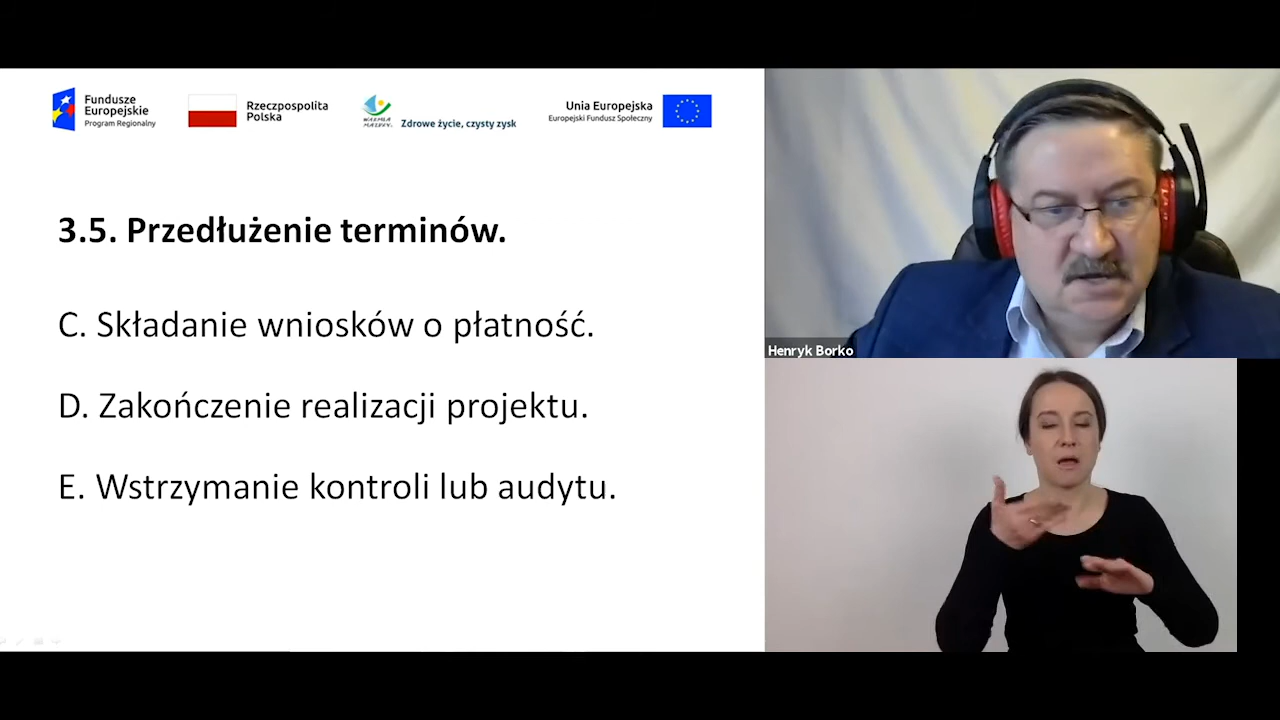 Fundusze
Europejskie
Program Regionalny
Rzeczpospolita
Polska
Zdrowe życie, czysty zysk
Unia Europejska
Europejski Fundusz Społeczny
3.5. Przedłużenie terminów.
C. Składanie wniosków o płatność.
D. Zakończenie realizacji projektu.
E. Wstrzymanie kontroli lub audytu.
Henryk Borko